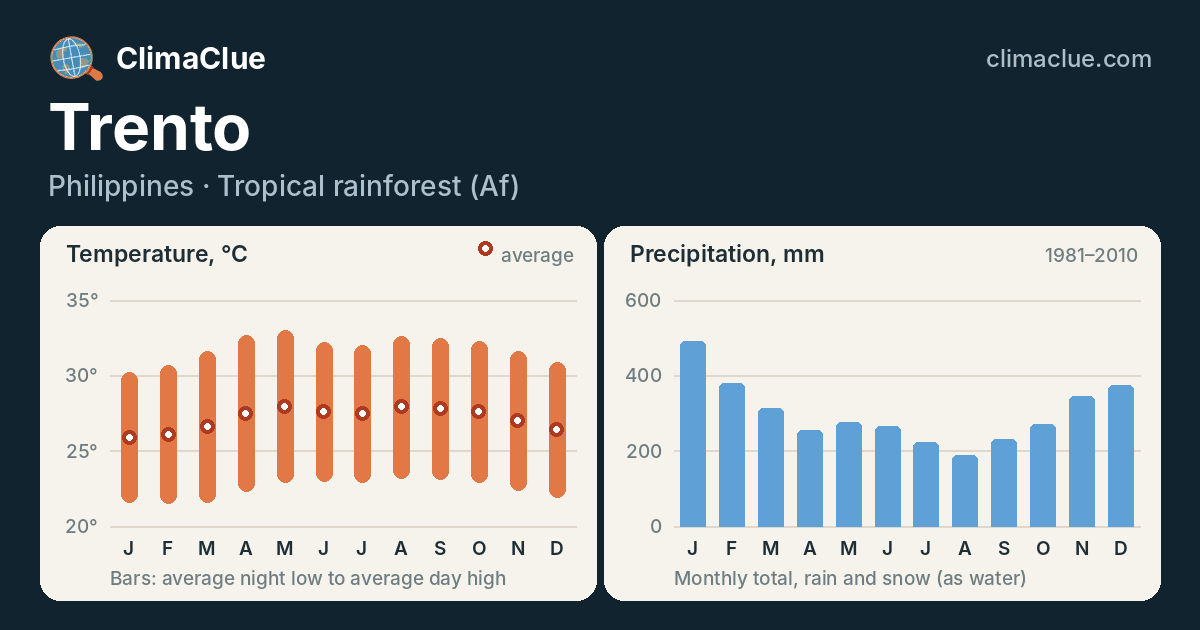 ClimaClue
climaclue.com
Trento
Philippines · Tropical rainforest (Af)
Temperature, °C
average
35°
30°
25°
20°
J F M A M J J A S O N D
Bars: average night low to average day high
Precipitation, mm
1981–2010
600
400
200
0
J F M A M J J A S O N D
Monthly total, rain and snow (as water)